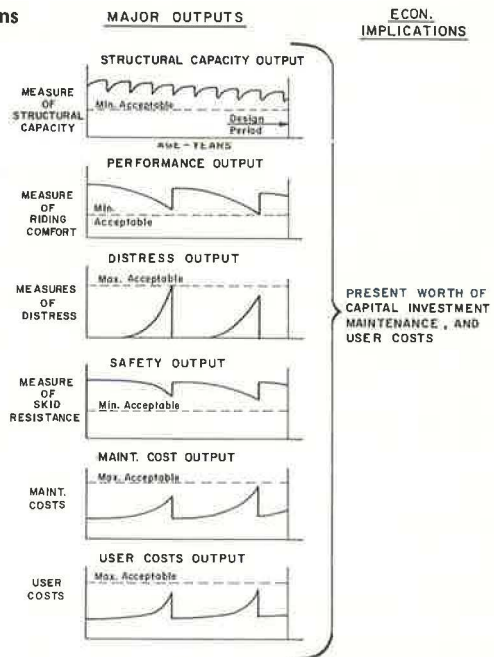 ns
MAJOR OUTPUTS
ECON.
IMPLICATIONS
STRUCTURAL CAPACITY OUTPUT
MEASURE
OF
STRUCTURAL
CAPACITY
Min. Acceptable
Design
Period
AGE-YEARS
PERFORMANCE OUTPUT
MEASURE
OF
RIDING
COMFORT
Min.
Acceptable
DISTRESS OUTPUT
Max. Acceptable
MEASURES
OF
DISTRESS
PRESENT WORTH OF
CAPITAL INVESTMENT
MAINTENANCE, AND
USER COSTS
SAFETY OUTPUT
MEASURE
OF
SKID
RESISTANCE
Min. Acceptable
MAINT. COST OUTPUT
Max. Acceptable
MAINT.
COSTS
USER COSTS OUTPUT
Max. Acceptable
USER
COSTS